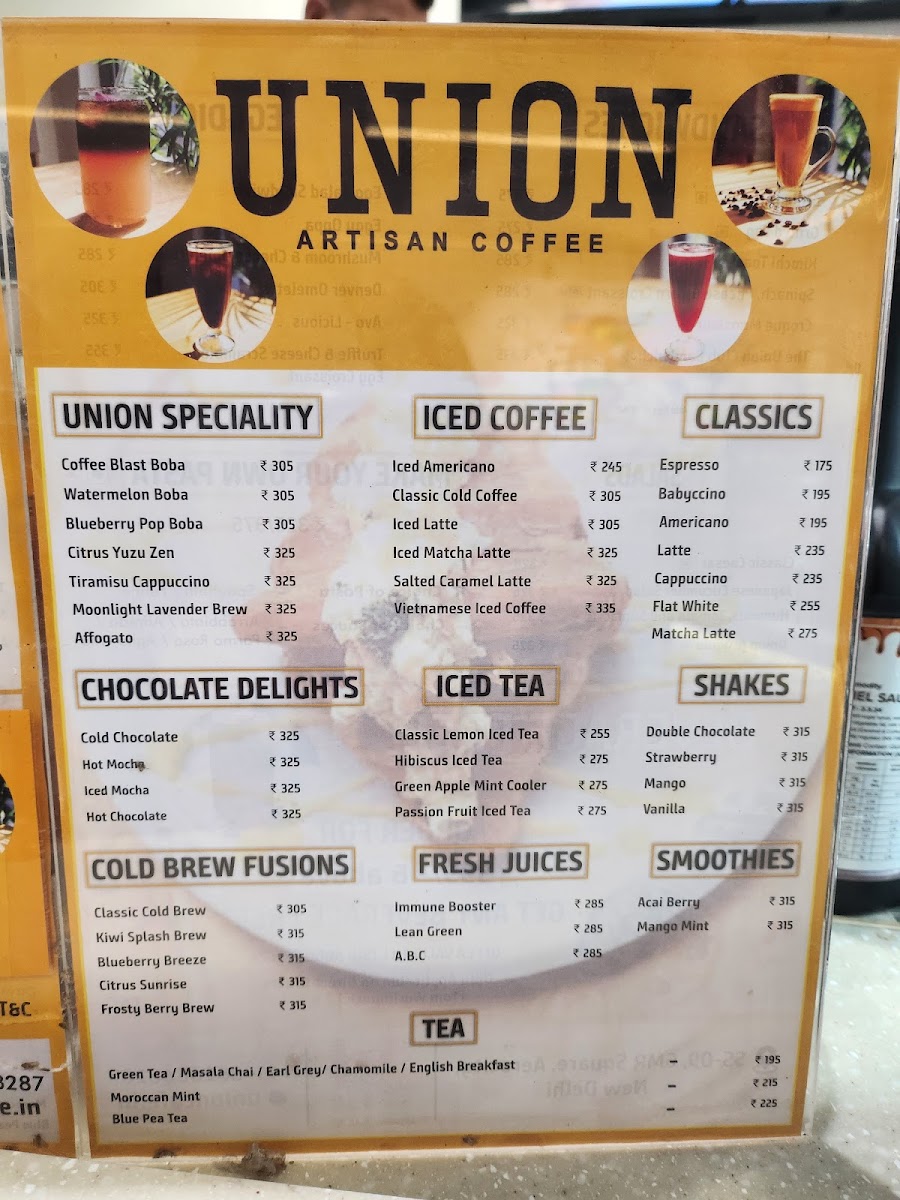 UNION
ARTISAN COFFEE
UNION SPECIALITY
Coffee Blast Boba ₹ 305
Watermelon Boba ₹ 305
Blueberry Pop Boba ₹ 305
Citrus Yuzu Zen ₹ 325
Tiramisu Cappuccino ₹ 325
Moonlight Lavender Brew ₹ 325
Affogato ₹ 325
ICED COFFEE
Iced Americano ₹ 245
Classic Cold Coffee ₹ 305
Iced Latte ₹ 305
Iced Matcha Latte ₹ 325
Salted Caramel Latte ₹ 325
Vietnamese Iced Coffee ₹ 335
CLASSICS
Espresso ₹ 175
Babyccino ₹ 195
Americano ₹ 195
Latte ₹ 235
Cappuccino ₹ 235
Flat White ₹ 255
Matcha Latte ₹ 275
CHOCOLATE DELIGHTS
Cold Chocolate ₹ 325
Hot Mocha ₹ 325
Iced Mocha ₹ 325
Hot Chocolate ₹ 325
ICED TEA
Classic Lemon Iced Tea ₹ 255
Hibiscus Iced Tea ₹ 275
Green Apple Mint Cooler ₹ 275
Passion Fruit Iced Tea ₹ 275
SHAKES
Double Chocolate ₹ 315
Strawberry ₹ 315
Mango ₹ 315
Vanilla ₹ 315
COLD BREW FUSIONS
Classic Cold Brew ₹ 305
Kiwi Splash Brew ₹ 315
Blueberry Breeze ₹ 315
Citrus Sunrise ₹ 315
Frosty Berry Brew ₹ 315
FRESH JUICES
Immune Booster ₹ 285
Lean Green ₹ 285
A.B.C ₹ 285
SMOOTHIES
Acai Berry ₹ 315
Mango Mint ₹ 315
TEA
Green Tea / Masala Chai / Earl Grey/ Chamomile / English Breakfast – ₹ 195
Moroccan Mint – ₹ 215
Blue Pea Tea – ₹ 225
T&C
8287
e.in